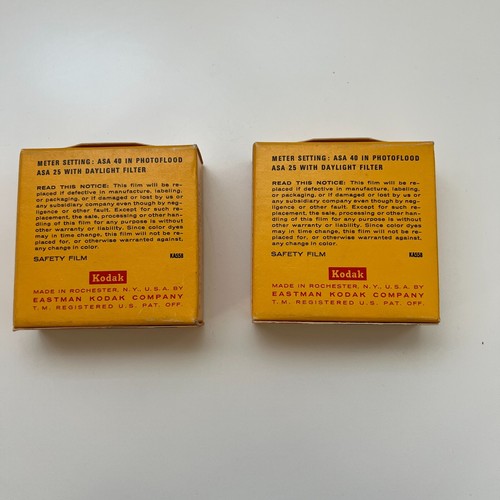 METER SETTING: ASA 40 IN PHOTOFLOOD
ASA 25 WITH DAYLIGHT FILTER
READ THIS NOTICE: This film will be re-
placed if defective in manufacture, labeling,
or packaging, or if damaged or lost by us or
any subsidiary company even though by neg-
ligence or other fault. Except for such re-
placement, the sale, processing or other han-
dling of this film for any purpose is without
other warranty or liability. Since color dyes
may in time change, this film will not be re-
placed for, or otherwise warranted against,
any change in color.
SAFETY FILM KA558
Kodak
MADE IN ROCHESTER, N.Y., U.S.A. BY
EASTMAN KODAK COMPANY
T.M. REGISTERED U.S. PAT. OFF.
METER SETTING: ASA 40 IN PHOTOFLOOD
ASA 25 WITH DAYLIGHT FILTER
READ THIS NOTICE: This film will be re-
placed if defective in manufacture, labeling,
or packaging, or if damaged or lost by us or
any subsidiary company even though by neg-
ligence or other fault. Except for such re-
placement, the sale, processing or other han-
dling of this film for any purpose is without
other warranty or liability. Since color dyes
may in time change, this film will not be re-
placed for, or otherwise warranted against,
any change in color.
SAFETY FILM KA558
Kodak
MADE IN ROCHESTER, N.Y., U.S.A. BY
EASTMAN KODAK COMPANY
T.M. REGISTERED U.S. PAT. OFF.